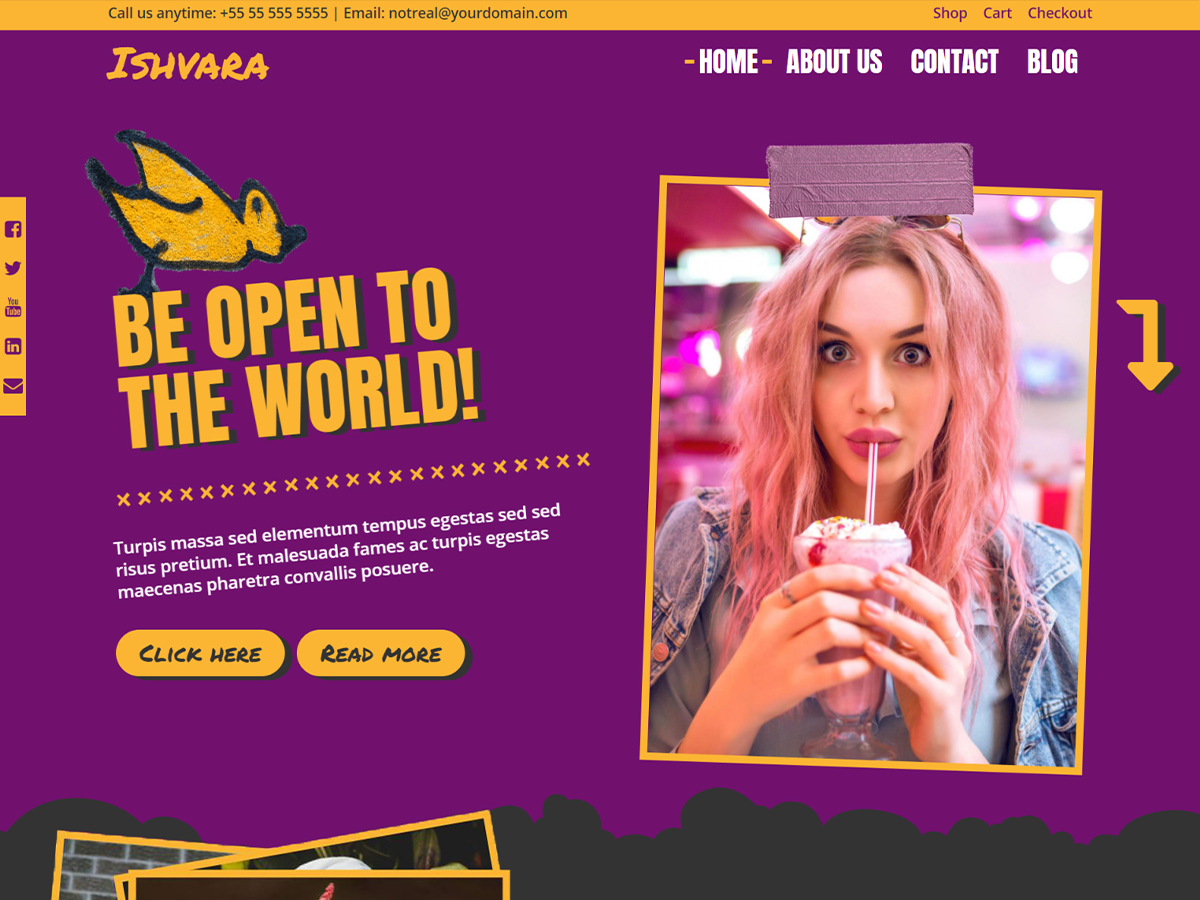 Call us anytime: +55 55 555 5555 | Email: notreal@yourdomain.com
Shop Cart Checkout
Ishvara
- HOME - ABOUT US CONTACT BLOG
You
Tube
in
BE OPEN TO
THE WORLD!
Turpis massa sed elementum tempus egestas sed sed
risus pretium. Et malesuada fames ac turpis egestas
maecenas pharetra convallis posuere.
Click here Read more